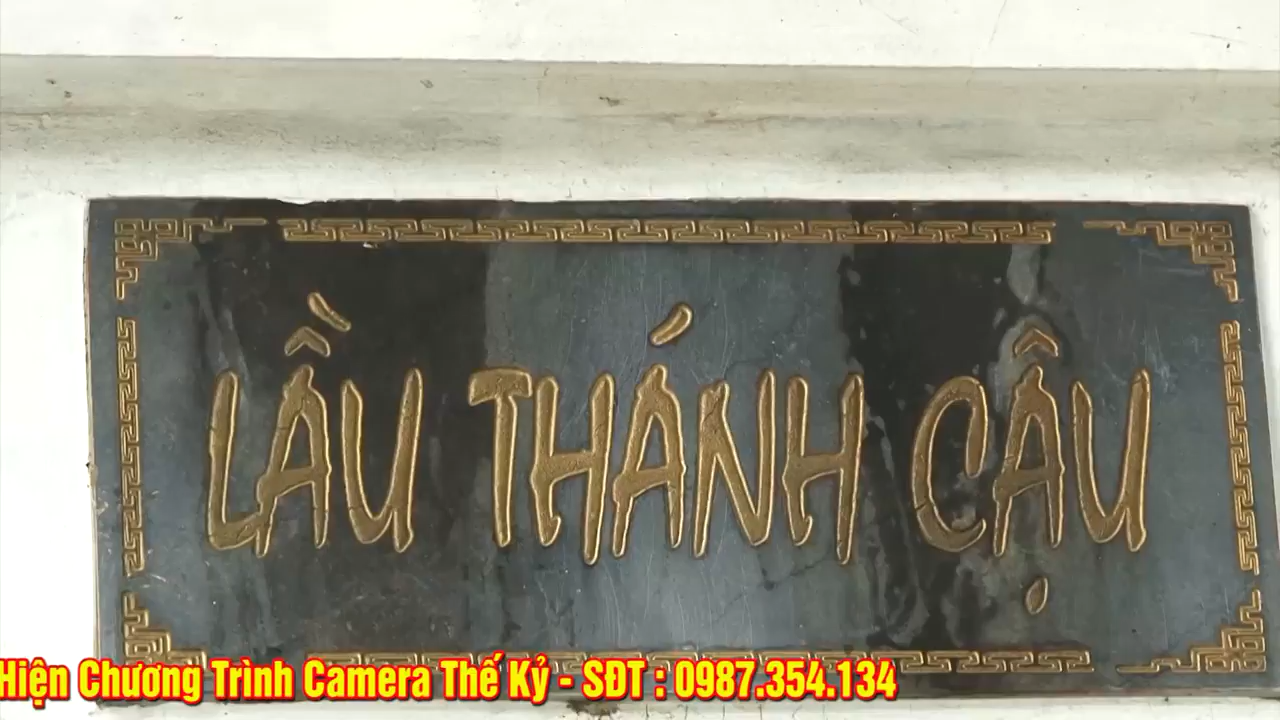 LẦU THÁNH CẬU
Hiện Chương Trình Camera Thế Kỷ - SĐT : 0987.354.134